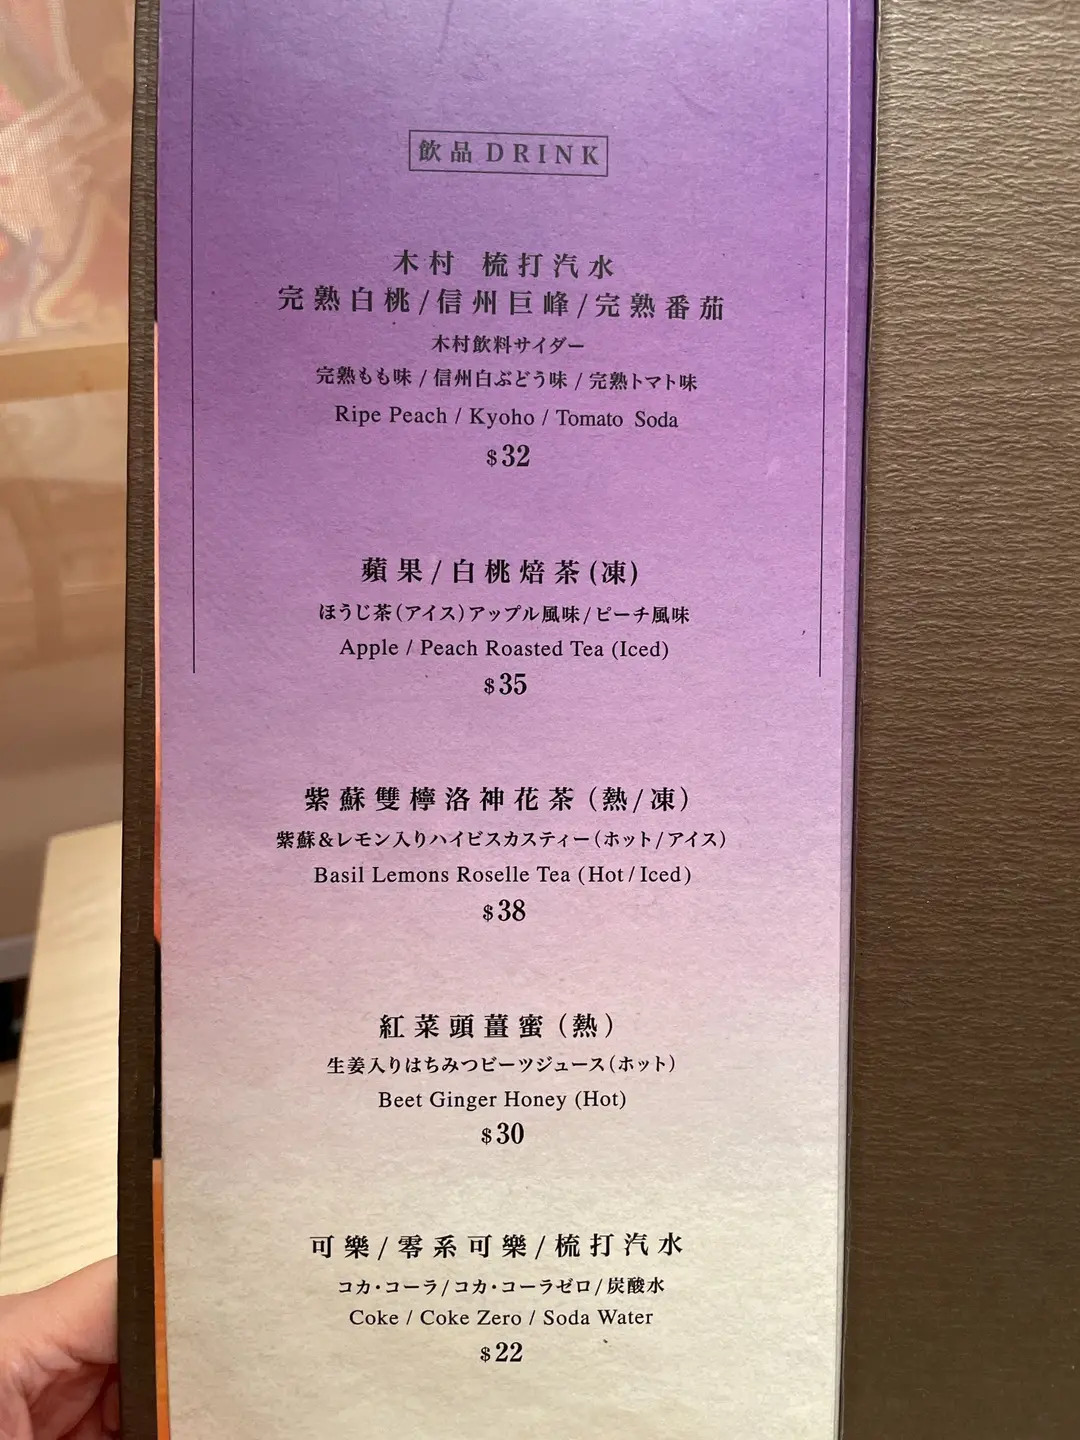 飲品 DRINK
木村 梳打汽水
完熟白桃/信州巨峰/完熟番茄
木村飲料サイダー
完熟もも味 / 信州白ぶどう味 / 完熟トマト味
Ripe Peach / Kyoho / Tomato Soda
$32
蘋果/白桃焙茶(凍)
ほうじ茶(アイス)アップル風味/ピーチ風味
Apple / Peach Roasted Tea (Iced)
$35
紫蘇雙檸洛神花茶(熱/凍)
紫蘇&レモン入りハイビスカスティー(ホット/アイス)
Basil Lemons Roselle Tea (Hot / Iced)
$38
紅菜頭薑蜜(熱)
生姜入りはちみつビーツジュース(ホット)
Beet Ginger Honey (Hot)
$30
可樂/零系可樂/梳打汽水
コカ・コーラ/コカ・コーラゼロ/炭酸水
Coke / Coke Zero / Soda Water
$22